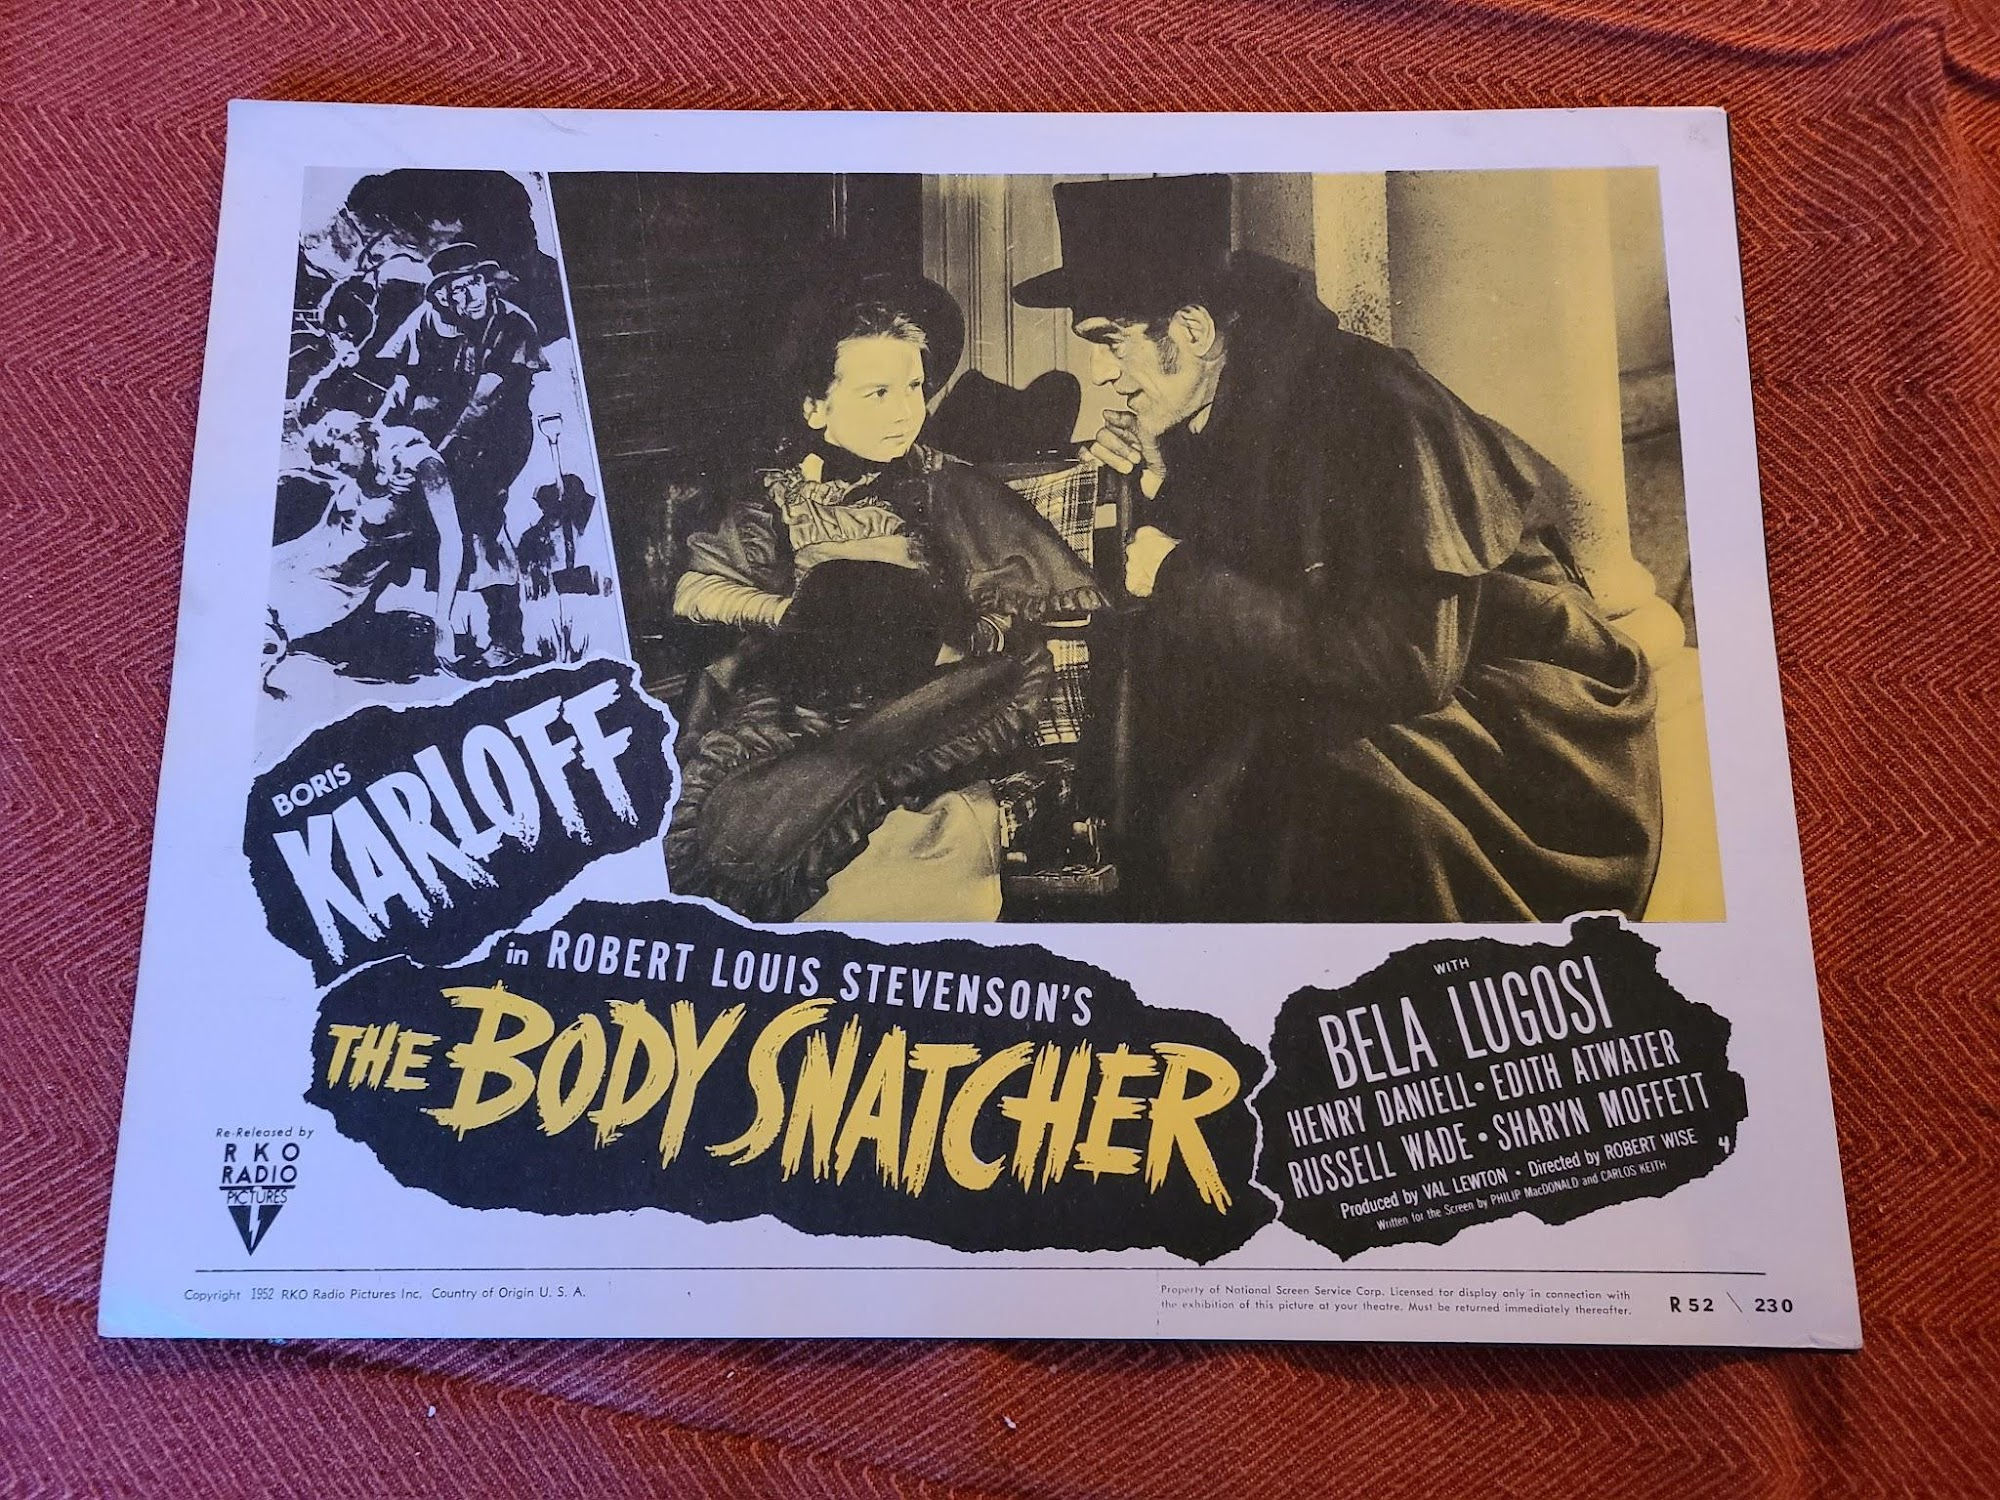 BORIS
KARLOFF
in ROBERT LOUIS STEVENSON'S
THE BODY SNATCHER
WITH
BELA LUGOSI
HENRY DANIELL • EDITH ATWATER
RUSSELL WADE • SHARYN MOFFETT
Produced by VAL LEWTON • Directed by ROBERT WISE
Written for the Screen by PHILIP MacDONALD and CARLOS KEITH
4
Re-Released by
RKO
RADIO
PICTURES
Copyright 1952 RKO Radio Pictures Inc. Country of Origin U. S. A.
Property of National Screen Service Corp. Licensed for display only in connection with
the exhibition of this picture at your theatre. Must be returned immediately thereafter.
R 52 \ 230